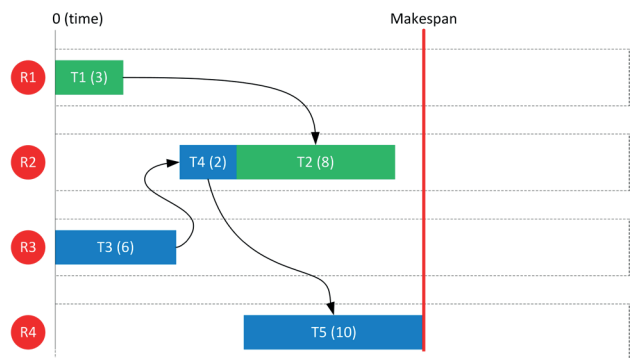 0 (time)
Makespan
R1
T1 (3)
R2
T4 (2)
T2 (8)
R3
T3 (6)
R4
T5 (10)